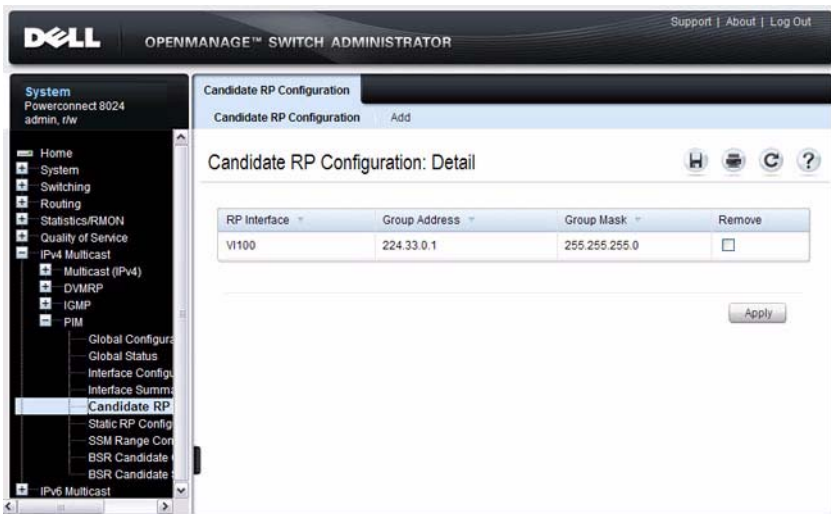 Support | About | Log Out
DELL OPENMANAGE™ SWITCH ADMINISTRATOR
System
Powerconnect 8024
admin, r/w
Home
System
Switching
Routing
Statistics/RMON
Quality of Service
IPv4 Multicast
Multicast (IPv4)
DVMRP
IGMP
PIM
Global Configura
Global Status
Interface Configu
Interface Summa
Candidate RP
Static RP Config
SSM Range Con
BSR Candidate
BSR Candidate
IPv6 Multicast
Candidate RP Configuration
Candidate RP Configuration Add
Candidate RP Configuration: Detail
RP Interface Group Address Group Mask Remove
Vl100 224.33.0.1 255.255.255.0
Apply